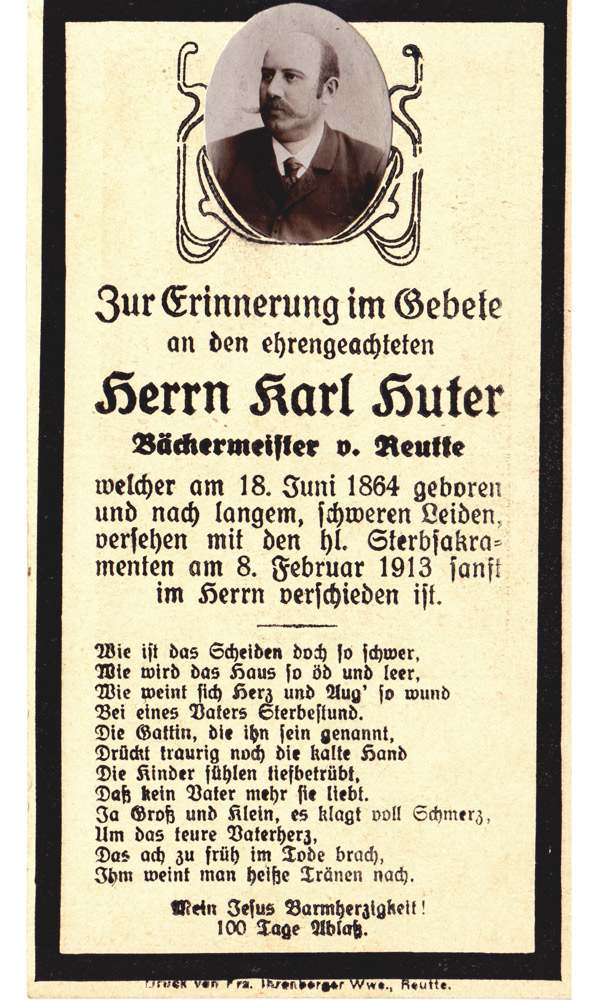 Zur Erinnerung im Gebete
an den ehrengeachteten
Herrn Karl Huter
Bäckermeister v. Reutte
welcher am 18. Juni 1864 geboren
und nach langem, schweren Leiden,
versehen mit den hl. Sterbsakra-
menten am 8. Februar 1913 sanft
im Herrn verschieden ist.
Wie ist das Scheiden doch so schwer,
Wie wird das Haus so öd und leer,
Wie weint sich Herz und Aug' so wund
Bei eines Vaters Sterbestund.
Die Gattin, die ihn sein genannt,
Drückt traurig noch die kalte Hand
Die Kinder fühlen tiefbetrübt,
Daß kein Vater mehr sie liebt.
Ja Groß und Klein, es klagt voll Schmerz,
Um das teure Vaterherz,
Das ach zu früh im Tode brach,
Ihm weint man heiße Tränen nach.
Mein Jesus Barmherzigkeit!
100 Tage Ablaß.
Druck von Frz. Ihrenberger Wwe., Reutte.